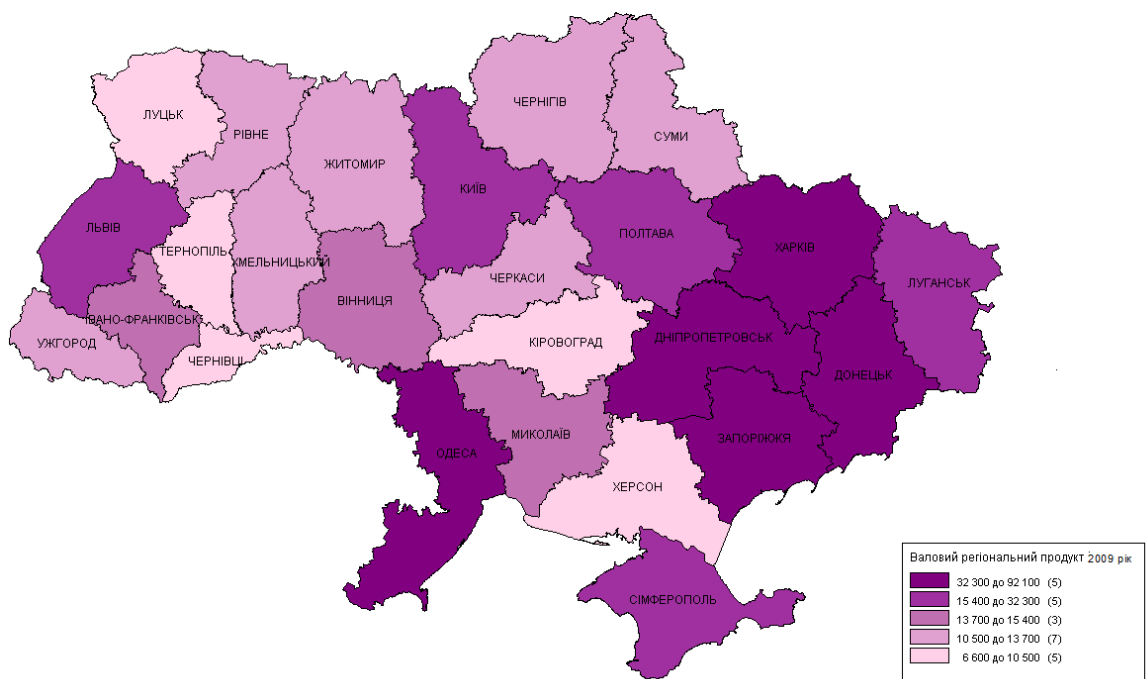 ЧЕРНІГІВ
ЛУЦЬК
РІВНЕ
СУМИ
ЖИТОМИР
КИЇВ
ЛЬВІВ
ПОЛТАВА
ХАРКІВ
ТЕРНОПІЛЬ
ХМЕЛЬНИЦЬКИЙ
ЧЕРКАСИ
ЛУГАНСЬК
ВІННИЦЯ
ІВАНО-ФРАНКІВСЬК
ДНІПРОПЕТРОВСЬК
УЖГОРОД
КІРОВОГРАД
ЧЕРНІВЦІ
ДОНЕЦЬК
МИКОЛАЇВ
ЗАПОРІЖЖЯ
ОДЕСА
ХЕРСОН
СІМФЕРОПОЛЬ
Валовий регіональний продукт 2009 рік
32 300 до 92 100 (5)
15 400 до 32 300 (5)
13 700 до 15 400 (3)
10 500 до 13 700 (7)
6 600 до 10 500 (5)